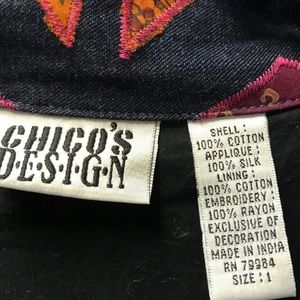 CHICO'S
D·E·S·I·G·N
SHELL:
100% COTTON
APPLIQUE:
100% SILK
LINING:
100% COTTON
EMBROIDERY:
100% RAYON
EXCLUSIVE OF
DECORATION
MADE IN INDIA
RN 79984
SIZE: 1